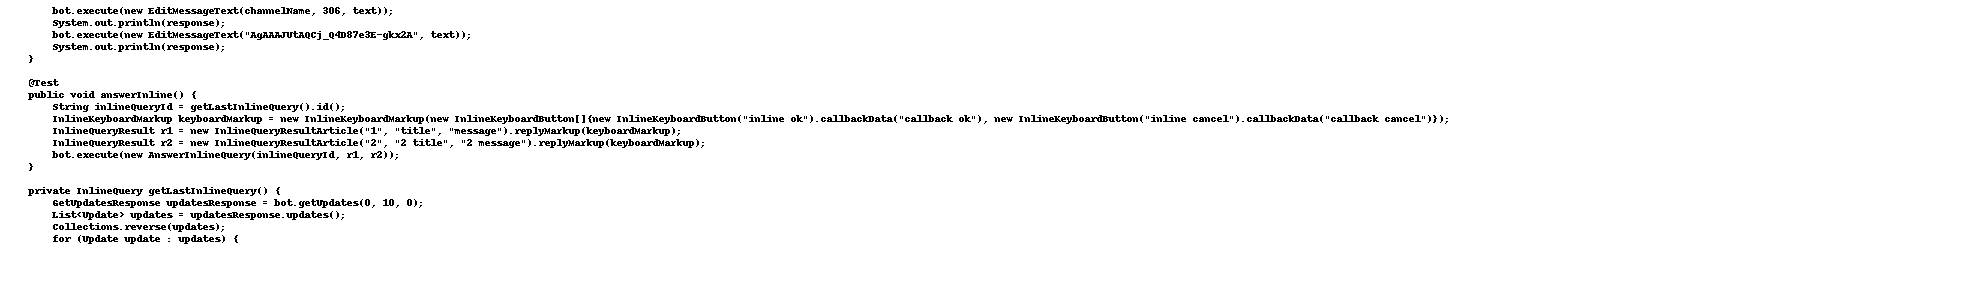 bot.execute(new EditMessageText(channelName, 306, text));
System.out.println(response);
bot.execute(new EditMessageText("AgAAAJUtAQCj_Q4D87e3E-gkx2A", text));
System.out.println(response);
}
@Test
public void answerInline() {
String inlineQueryId = getLastInlineQuery().id();
InlineKeyboardMarkup keyboardMarkup = new InlineKeyboardMarkup(new InlineKeyboardButton[]{new InlineKeyboardButton("inline ok").callbackData("callback ok"), new InlineKeyboardButton("inline cancel").callbackData("callback cancel")});
InlineQueryResult r1 = new InlineQueryResultArticle("1", "title", "message").replyMarkup(keyboardMarkup);
InlineQueryResult r2 = new InlineQueryResultArticle("2", "2 title", "2 message").replyMarkup(keyboardMarkup);
bot.execute(new AnswerInlineQuery(inlineQueryId, r1, r2));
}
private InlineQuery getLastInlineQuery() {
GetUpdatesResponse updatesResponse = bot.getUpdates(0, 10, 0);
List<Update> updates = updatesResponse.updates();
Collections.reverse(updates);
for (Update update : updates) {